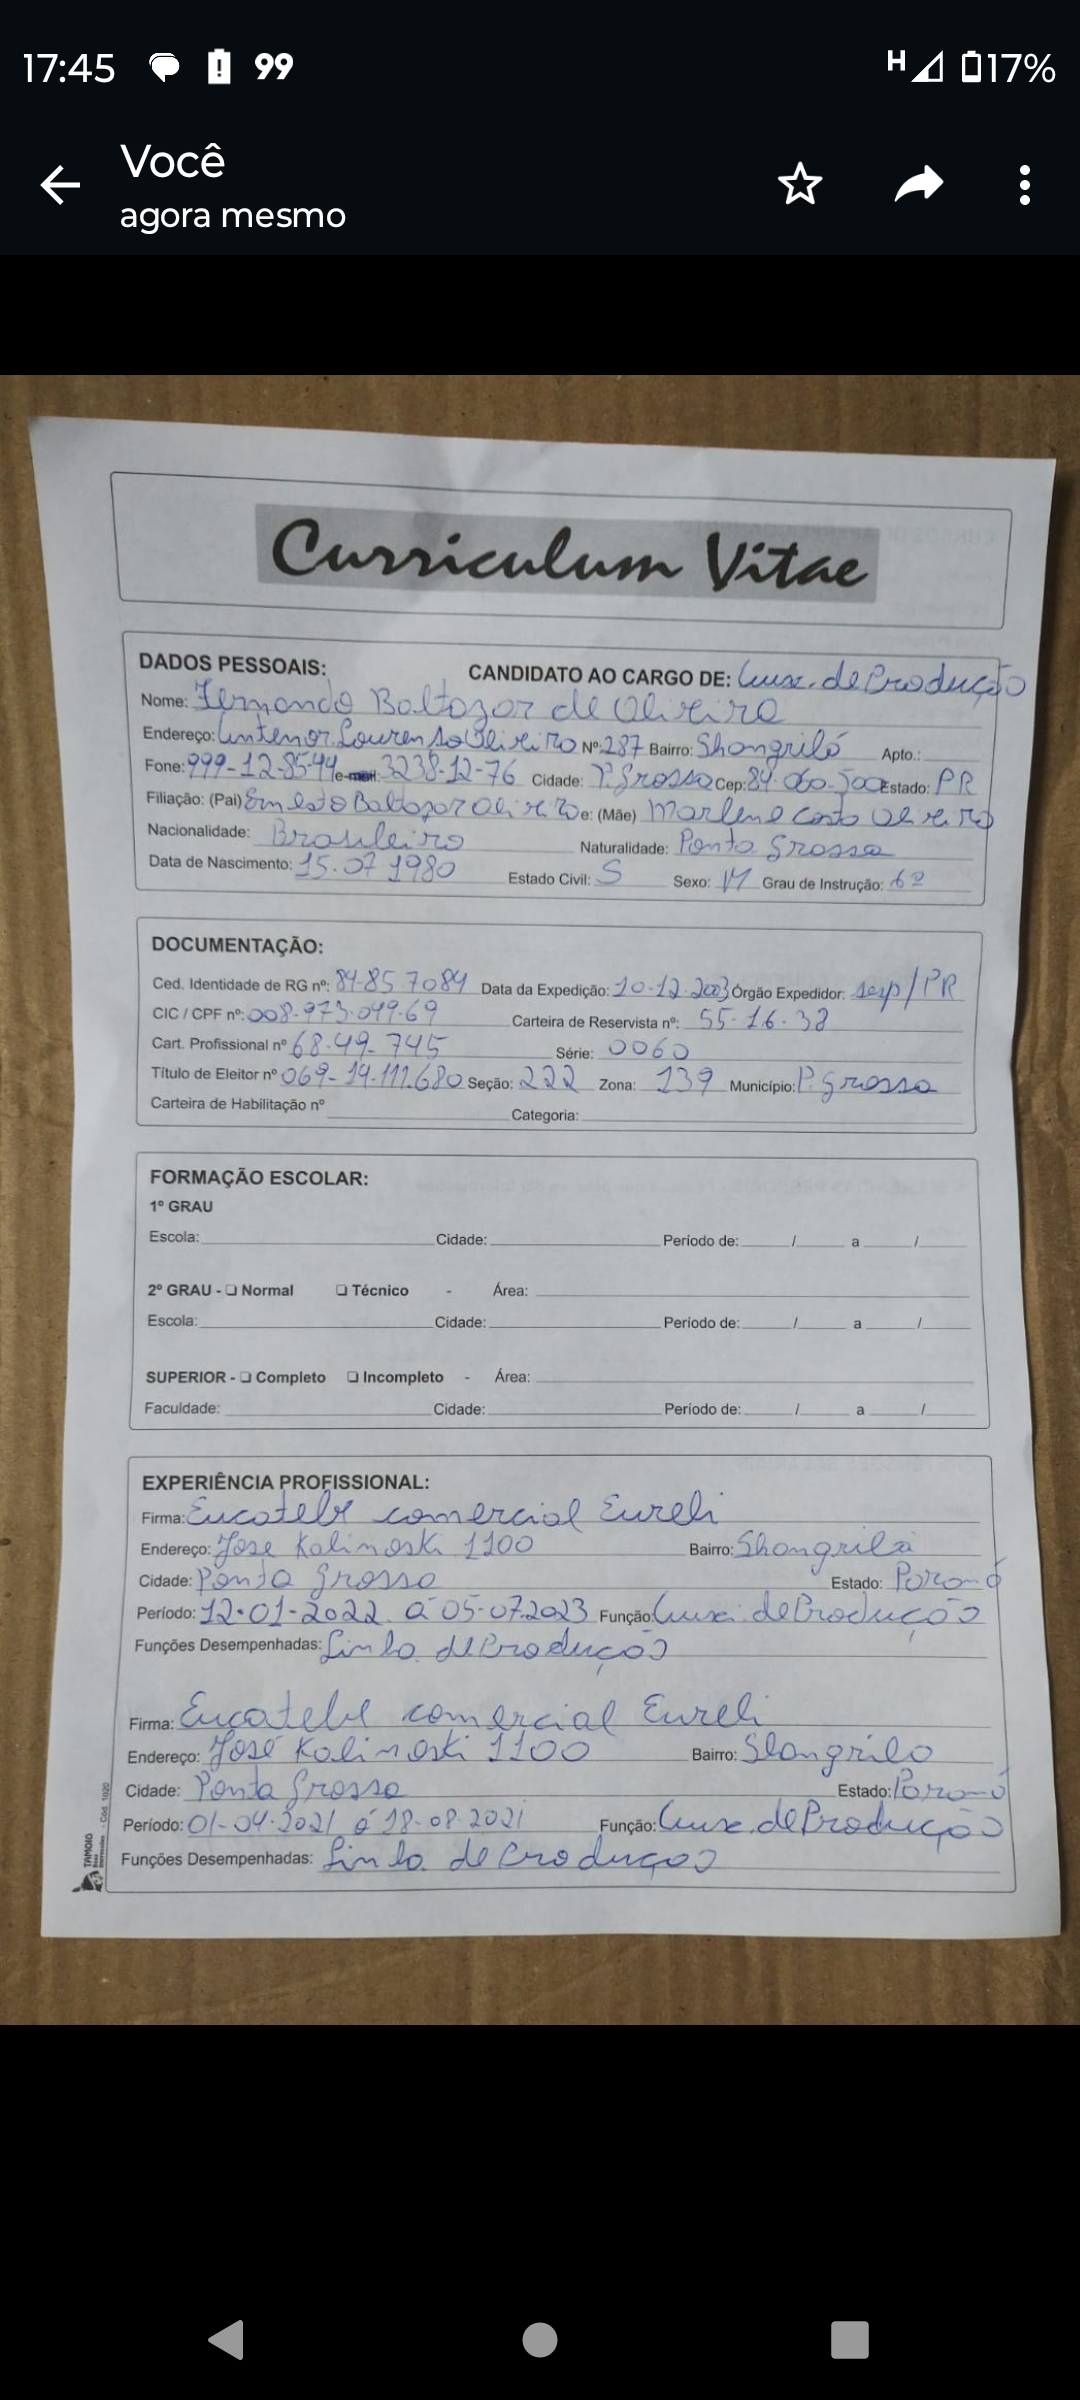 17:45 99 H 17%
Você
agora mesmo
Curriculum Vitae
DADOS PESSOAIS: CANDIDATO AO CARGO DE: Aux. de Produção
Nome: Fernando Baltazar de Oliveira
Endereço: Antenor Lourenso Oliveira Nº: 287 Bairro: Shangrilá Apto.:
Fone: 999-12-85-44 e-mail: 3238-12-76 Cidade: P. Grossa Cep: 84.060-500 Estado: PR
Filiação: (Pai) Ernesto Baltazar Oliveira e: (Mãe) Marlene Costa Oliveira
Nacionalidade: Brasileiro Naturalidade: Ponta Grossa
Data de Nascimento: 15.07 1980 Estado Civil: S Sexo: M Grau de Instrução: 6º
DOCUMENTAÇÃO:
Ced. Identidade de RG nº: 84-85 7084 Data da Expedição: 10-12-2003 Órgão Expedidor: sesp/PR
CIC / CPF nº: 008-973-049-69 Carteira de Reservista nº: 55-16-38
Cart. Profissional nº 68-49-745 Série: 0060
Título de Eleitor nº 069-14-111.680 Seção: 222 Zona: 139 Município: P. Grossa
Carteira de Habilitação nº Categoria:
FORMAÇÃO ESCOLAR:
1º GRAU
Escola: Cidade: Período de: / a /
2º GRAU - Normal Técnico - Área:
Escola: Cidade: Período de: / a /
SUPERIOR - Completo Incompleto - Área:
Faculdade: Cidade: Período de: / a /
EXPERIÊNCIA PROFISSIONAL:
Firma: comercial Eureli
Endereço: Jose Kalinoski 1100 Bairro: Shangrila
Cidade: Ponta Grossa Estado: Paraná
Período: 12-01-2022 á 05-07-2023 Função: Aux. de Produção
Funções Desempenhadas: Linha de Produção
Firma: comercial Eureli
Endereço: José Kalinoski 1100 Bairro: Shangrila
Cidade: Ponta Grossa Estado: Paraná
Período: 01-04-2021 á 18-08-2021 Função: Aux. de Produção
Funções Desempenhadas: Linha de Produção
TAMOIO
Cód. 1020